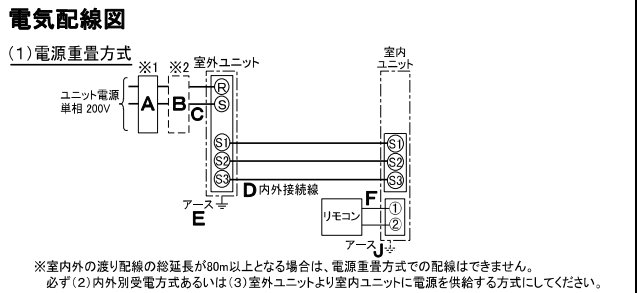 電気配線図
(1)電源重畳方式
※1 ※2 室外ユニット
室内
ユニット
ユニット電源
単相 200V
A
B
C
R
S
S1
S2
S3
S1
S2
S3
D 内外接続線
アース
E
リモコン
F
①
②
アース
J
※室内外の渡り配線の総延長が80m以上となる場合は、電源重畳方式での配線はできません。
必ず(2)内外別受電方式あるいは(3)室外ユニットより室内ユニットに電源を供給する方式にしてください。